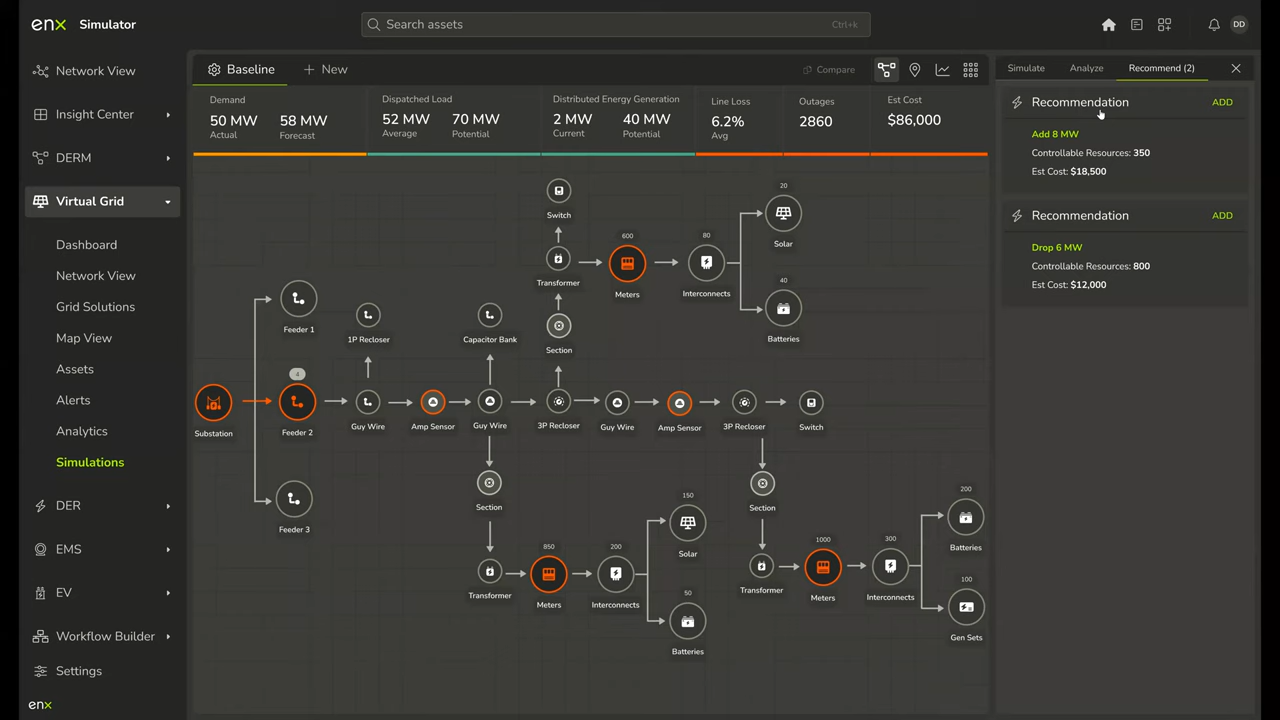 enx Simulator
Search assets
Ctrl+k
DD
Network View
Insight Center
DERM
Virtual Grid
Dashboard
Network View
Grid Solutions
Map View
Assets
Alerts
Analytics
Simulations
DER
EMS
EV
Workflow Builder
Settings
enx
Baseline
New
Compare
Demand
50 MW 58 MW
Actual Forecast
Dispatched Load
52 MW 70 MW
Average Potential
Distributed Energy Generation
2 MW 40 MW
Current Potential
Line Loss
6.2%
Avg
Outages
2860
Est Cost
$86,000
Substation
Feeder 1
4
Feeder 2
Feeder 3
1P Recloser
Guy Wire
Amp Sensor
Capacitor Bank
Guy Wire
3P Recloser
Guy Wire
Amp Sensor
3P Recloser
Switch
Switch
Transformer
Section
600
Meters
80
Interconnects
20
Solar
40
Batteries
Section
Transformer
850
Meters
200
Interconnects
150
Solar
50
Batteries
Section
Transformer
1000
Meters
300
Interconnects
200
Batteries
100
Gen Sets
Simulate
Analyze
Recommend (2)
Recommendation
ADD
Add 8 MW
Controllable Resources: 350
Est Cost: $18,500
Recommendation
ADD
Drop 6 MW
Controllable Resources: 800
Est Cost: $12,000